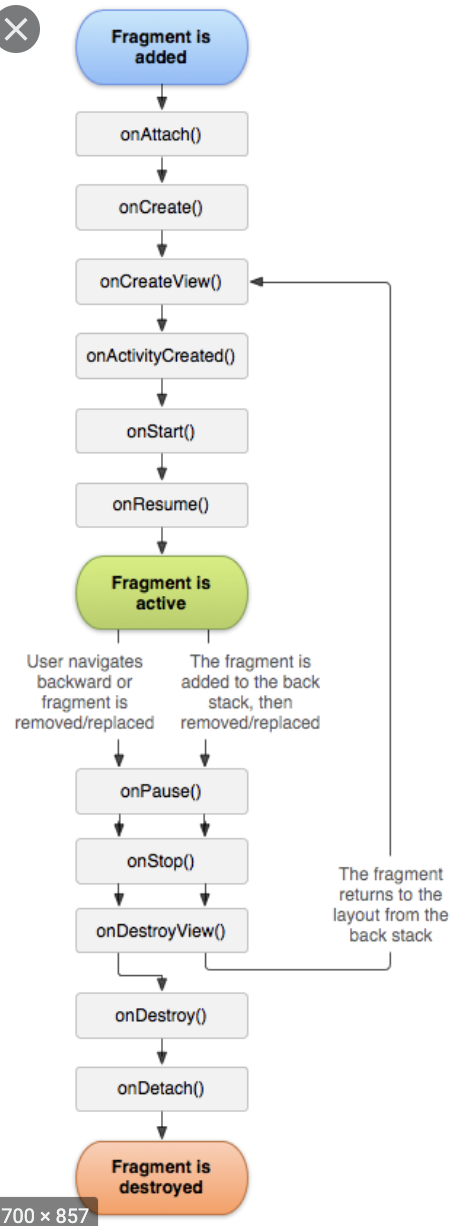 Fragment is
added
onAttach()
onCreate()
onCreateView()
onActivityCreated()
onStart()
onResume()
Fragment is
active
User navigates
backward or
fragment is
removed/replaced
The fragment is
added to the back
stack, then
removed/replaced
onPause()
onStop()
onDestroyView()
The fragment
returns to the
layout from the
back stack
onDestroy()
onDetach()
Fragment is
destroyed
700 × 857